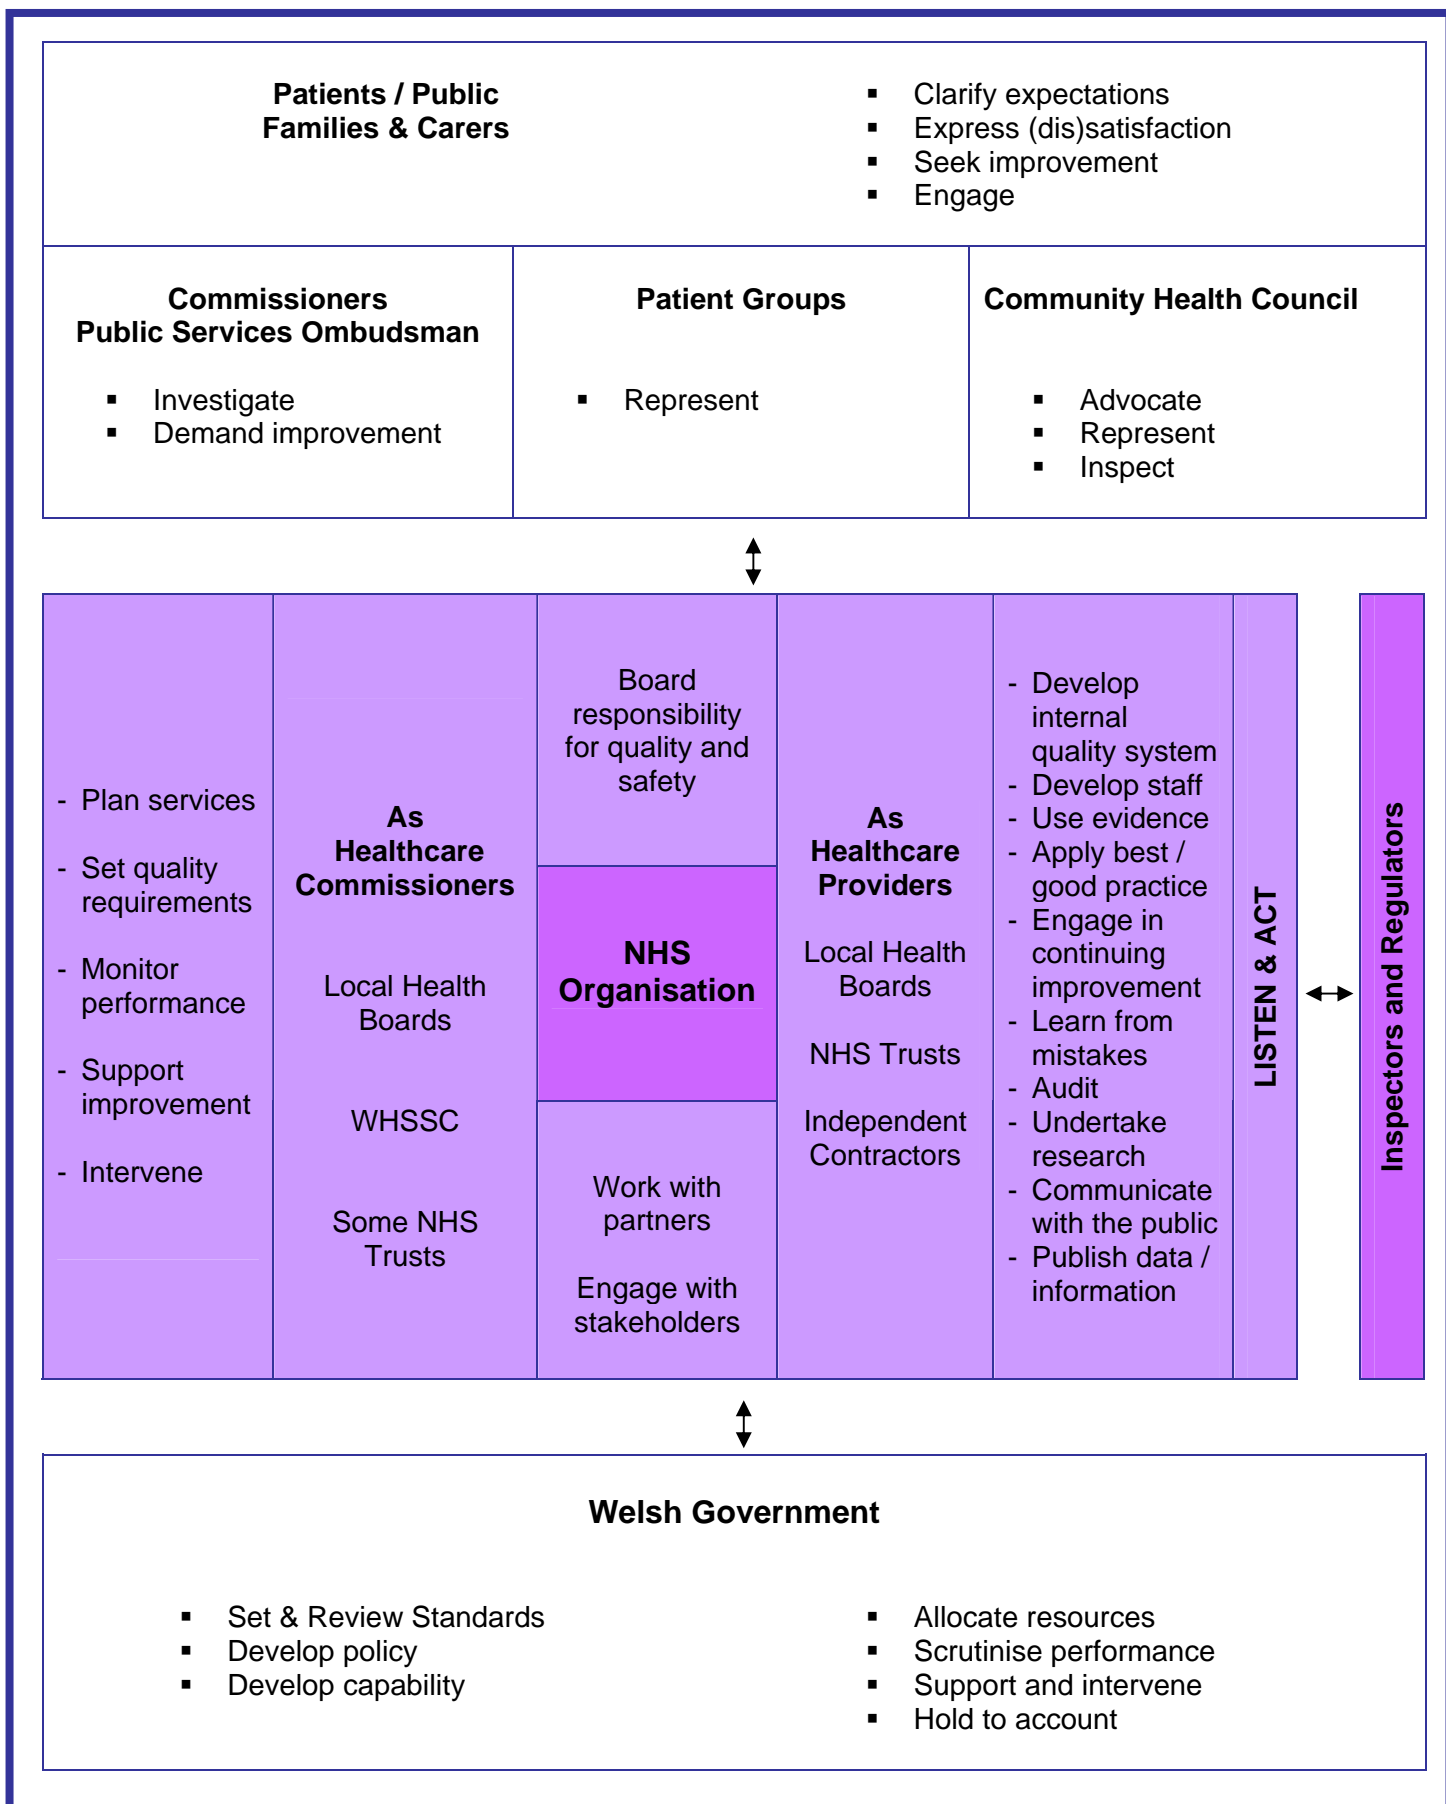 Patients / Public
Families & Carers
▪ Clarify expectations
▪ Express (dis)satisfaction
▪ Seek improvement
▪ Engage
Commissioners
Public Services Ombudsman
▪ Investigate
▪ Demand improvement
Patient Groups
▪ Represent
Community Health Council
▪ Advocate
▪ Represent
▪ Inspect
- Plan services
- Set quality
requirements
- Monitor
performance
- Support
improvement
- Intervene
As
Healthcare
Commissioners
Local Health
Boards
WHSSC
Some NHS
Trusts
Board
responsibility
for quality and
safety
NHS
Organisation
Work with
partners
Engage with
stakeholders
As
Healthcare
Providers
Local Health
Boards
NHS Trusts
Independent
Contractors
- Develop
internal
quality system
- Develop staff
- Use evidence
- Apply best /
good practice
- Engage in
continuing
improvement
- Learn from
mistakes
- Audit
- Undertake
research
- Communicate
with the public
- Publish data /
information
LISTEN & ACT
Inspectors and Regulators
Welsh Government
▪ Set & Review Standards
▪ Develop policy
▪ Develop capability
▪ Allocate resources
▪ Scrutinise performance
▪ Support and intervene
▪ Hold to account